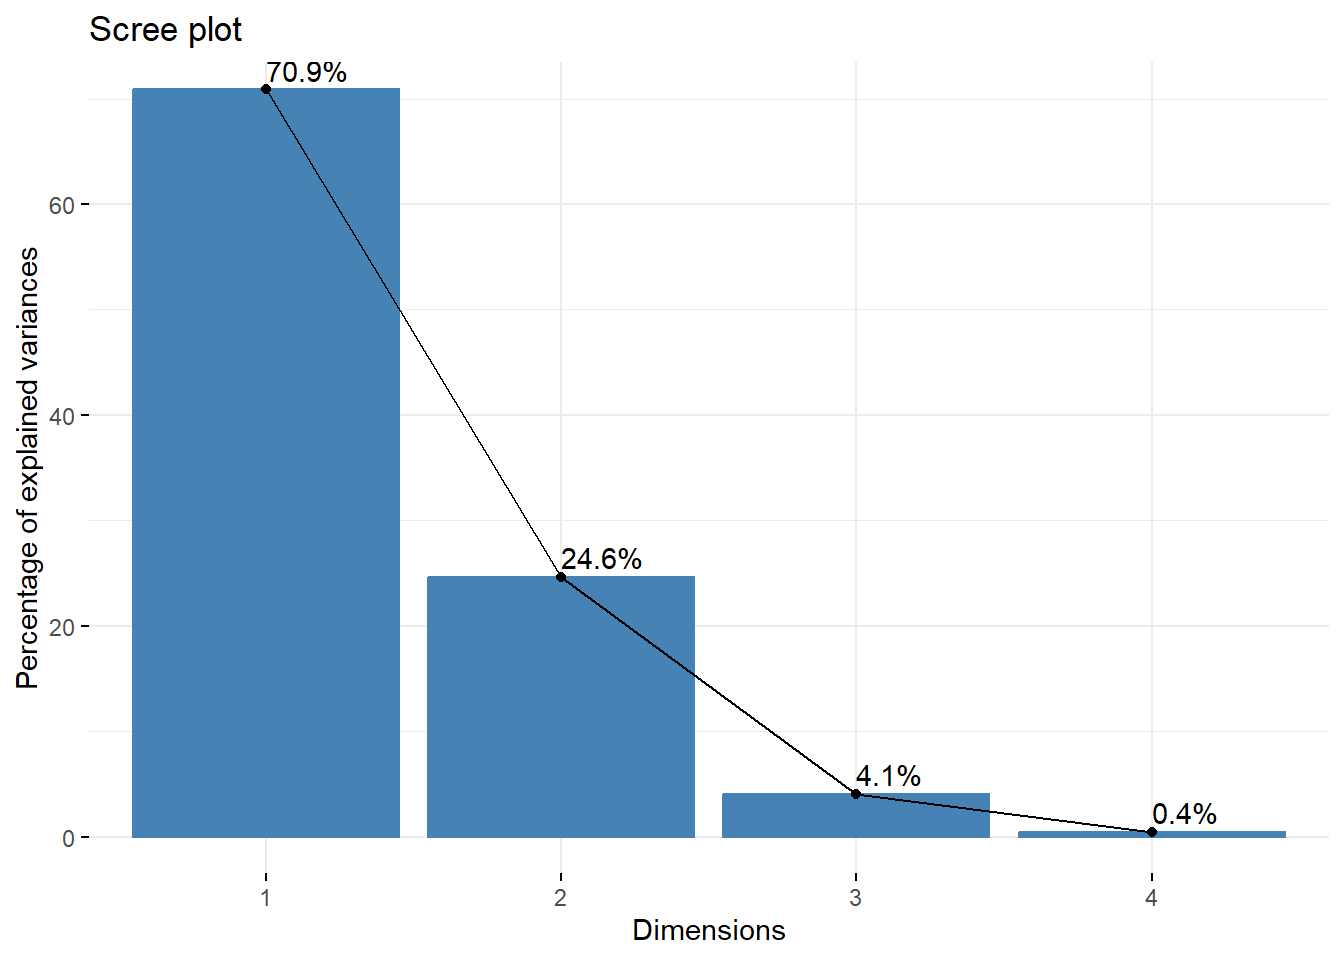 Scree plot
70.9%
24.6%
4.1%
0.4%
60
40
20
0
Percentage of explained variances
1 2 3 4
Dimensions